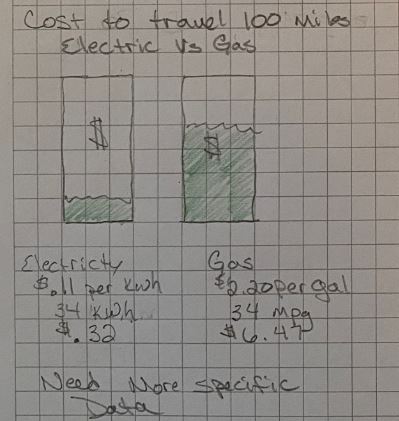 Cost to travel 100 Miles
Electric Vs Gas
$ $
Electricty Gas
$.11 per Kwh $2.20 per gal
34 KWh 34 mpg
$.32 $6.47
Need More specific
Data